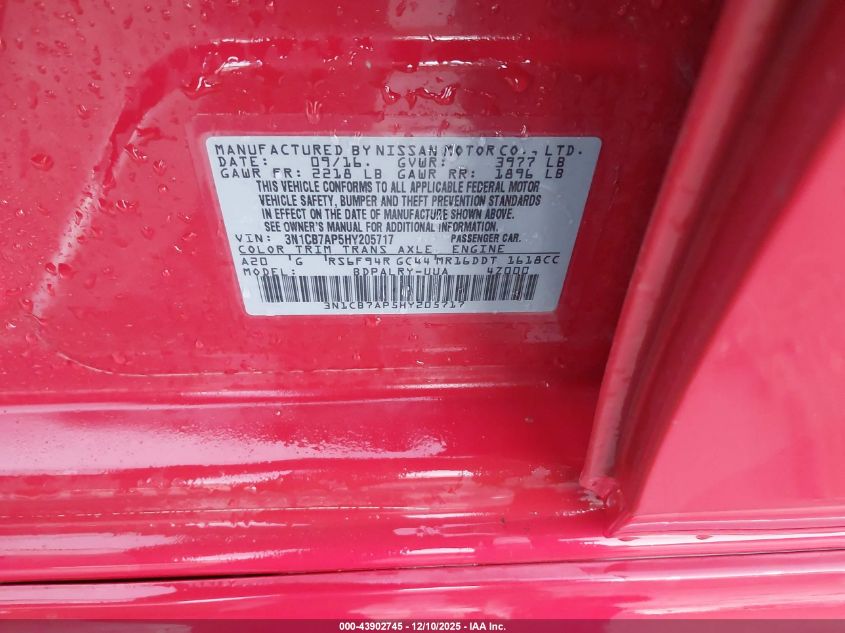 MANUFACTURED BY NISSAN MOTOR CO., LTD.
DATE: 09/16. GVWR: 3977 LB
GAWR FR: 2218 LB GAWR RR: 1896 LB
THIS VEHICLE CONFORMS TO ALL APPLICABLE FEDERAL MOTOR
VEHICLE SAFETY, BUMPER AND THEFT PREVENTION STANDARDS
IN EFFECT ON THE DATE OF MANUFACTURE SHOWN ABOVE.
SEE OWNER'S MANUAL FOR ADDITIONAL INFORMATION
VIN: 3N1CB7AP5HY205717 PASSENGER CAR.
COLOR TRIM TRANS AXLE ENGINE
A20 G RS6F94R GC44 MR16DDT 1618CC
MODEL: BDPALRY-UUA 4Z000
3N1CB7AP5HY205717
000-43902745 | 12/10/2025 - IAA Inc.